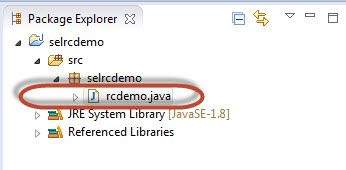 Package Explorer
selrcdemo
src
selrcdemo
rcdemo.java
JRE System Library [JavaSE-1.8]
Referenced Libraries